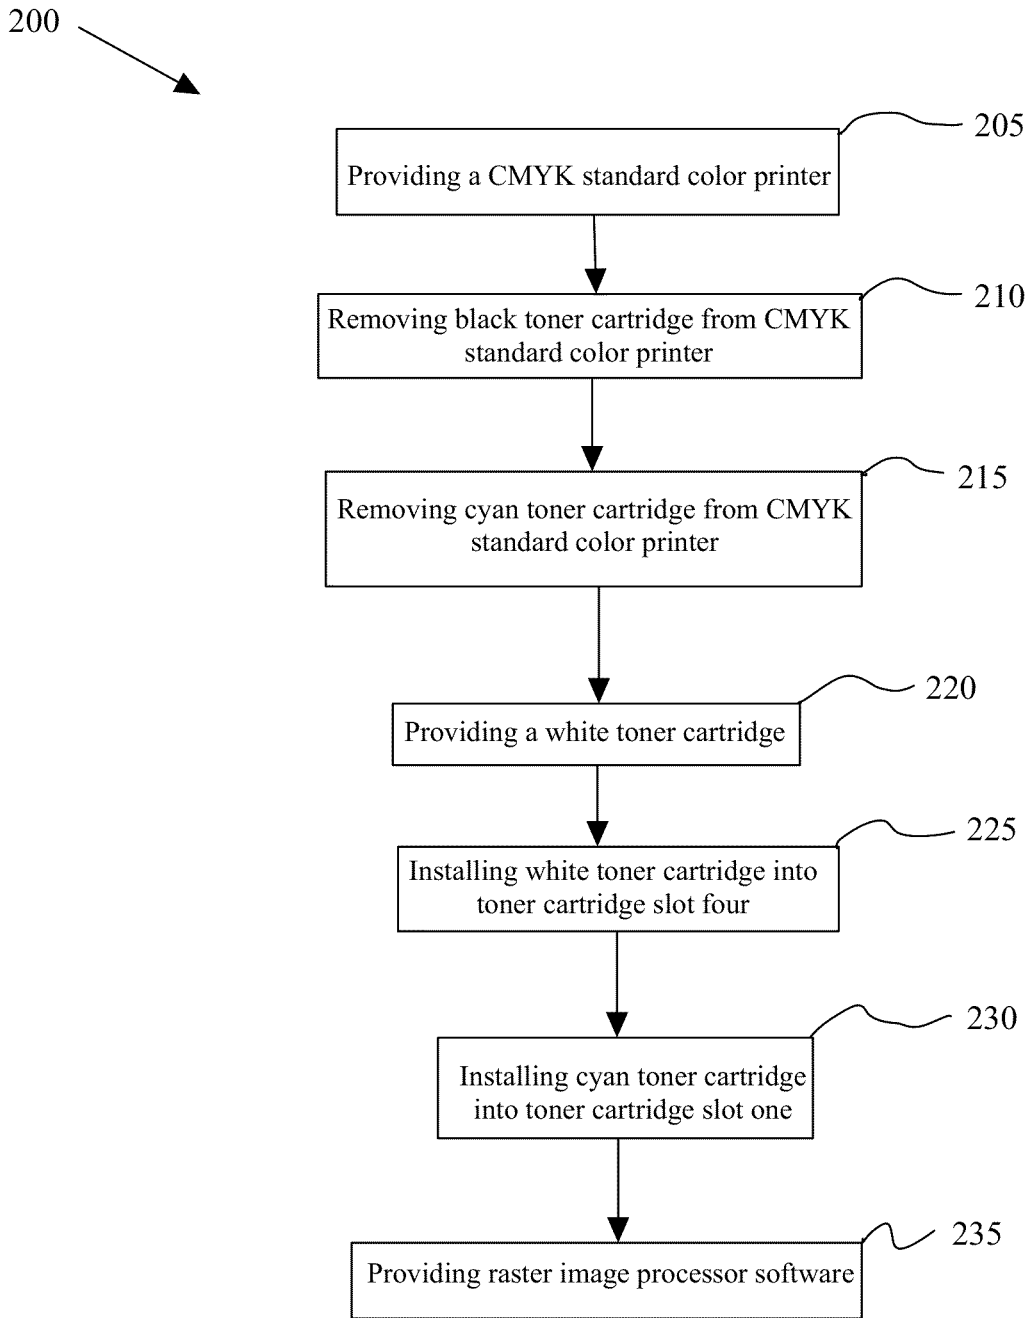 200
205
Providing a CMYK standard color printer
210
Removing black toner cartridge from CMYK
standard color printer
215
Removing cyan toner cartridge from CMYK
standard color printer
220
Providing a white toner cartridge
225
Installing white toner cartridge into
toner cartridge slot four
230
Installing cyan toner cartridge
into toner cartridge slot one
235
Providing raster image processor software